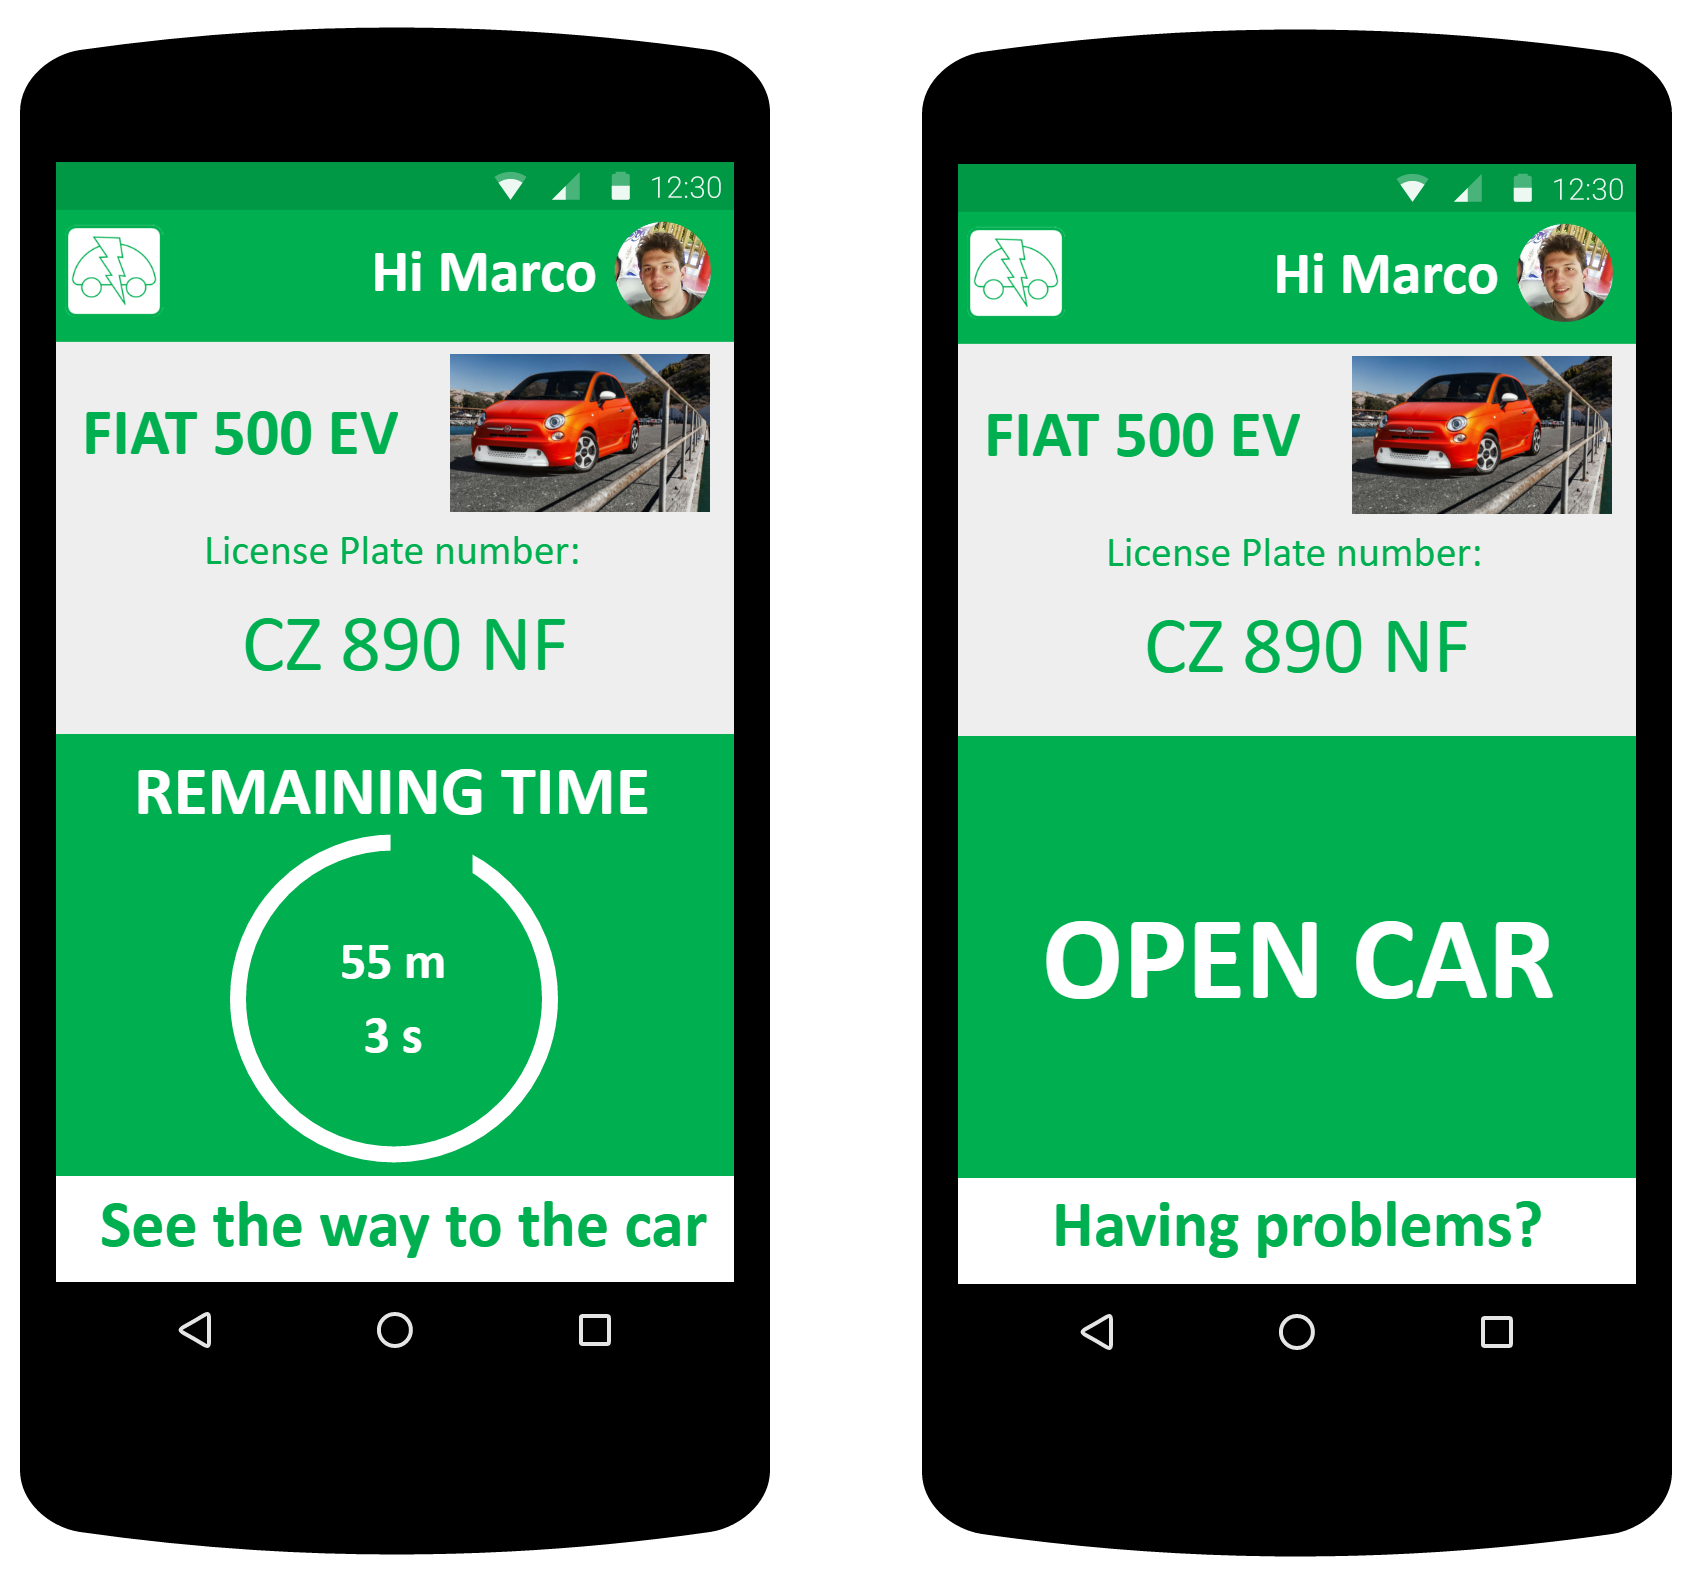 12:30
Hi Marco
FIAT 500 EV
License Plate number:
CZ 890 NF
REMAINING TIME
55 m
3 s
See the way to the car
12:30
Hi Marco
FIAT 500 EV
License Plate number:
CZ 890 NF
OPEN CAR
Having problems?